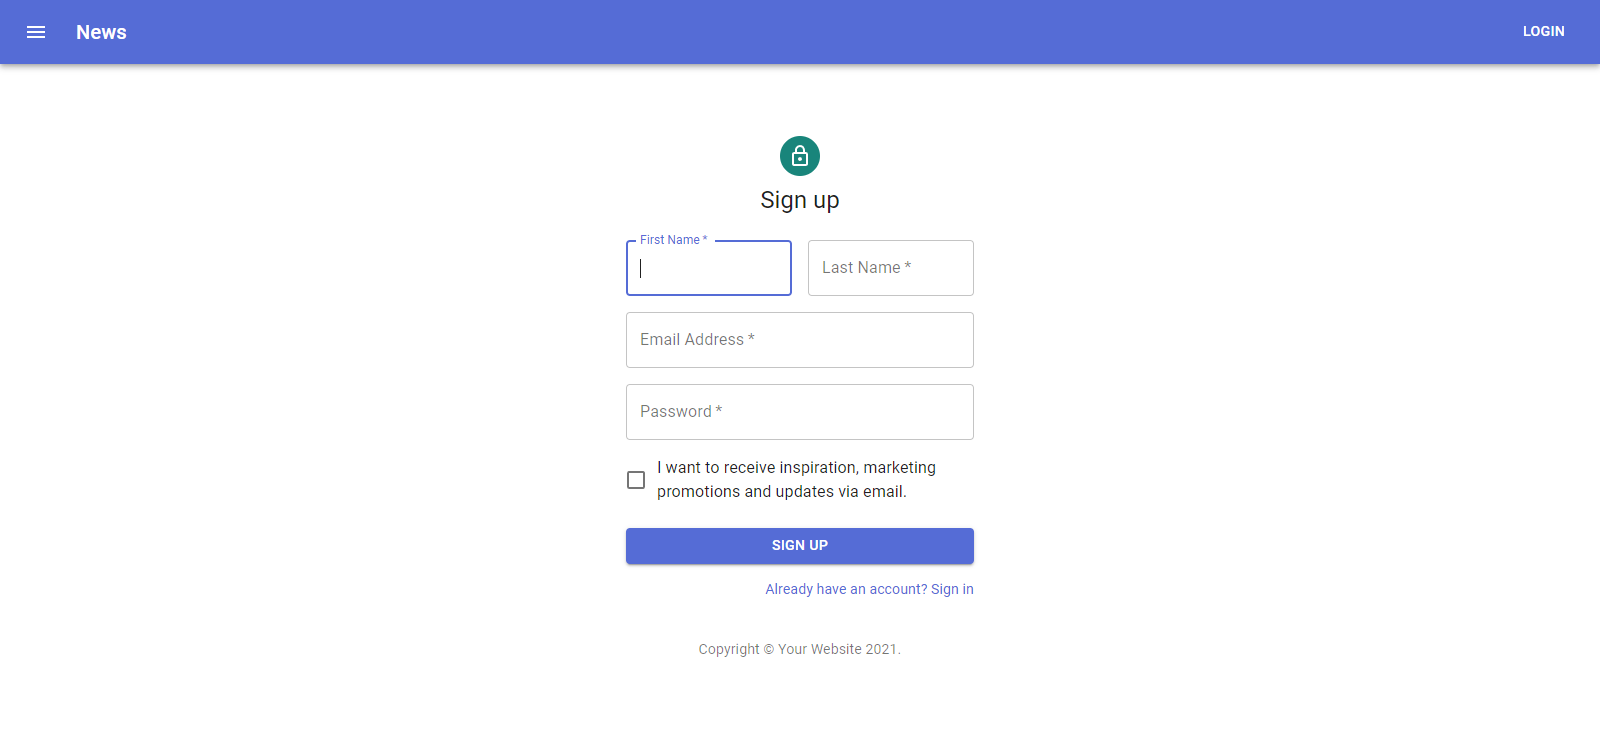 News
LOGIN
Sign up
First Name *
Last Name *
Email Address *
Password *
I want to receive inspiration, marketing
promotions and updates via email.
SIGN UP
Already have an account? Sign in
Copyright © Your Website 2021.